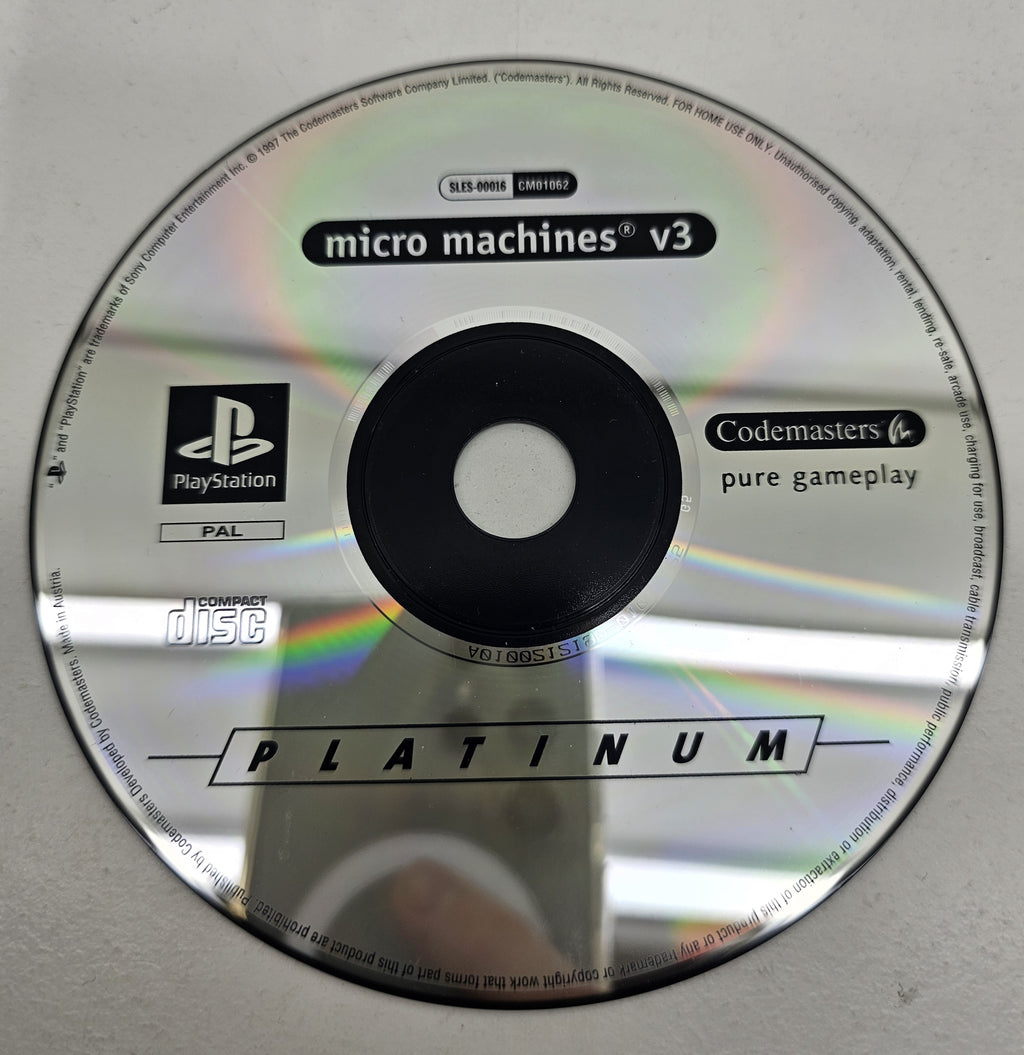 SLES-00016 CM01062
micro machines® v3
PlayStation
PAL
COMPACT
disc
Codemasters
pure gameplay
PLATINUM
"PS" and "PlayStation" are trademarks of Sony Computer Entertainment Inc. © 1997 The Codemasters Software Company Limited. ("Codemasters"). All Rights Reserved. FOR HOME USE ONLY. Unauthorised copying, adaptation, rental, lending, re-sale, arcade use, charging for use, broadcast, cable transmission, public performance, distribution or extraction of this product or any trademark or copyright work that forms part of this product are prohibited. Published by Codemasters Developed by Codemasters. Made in Austria.